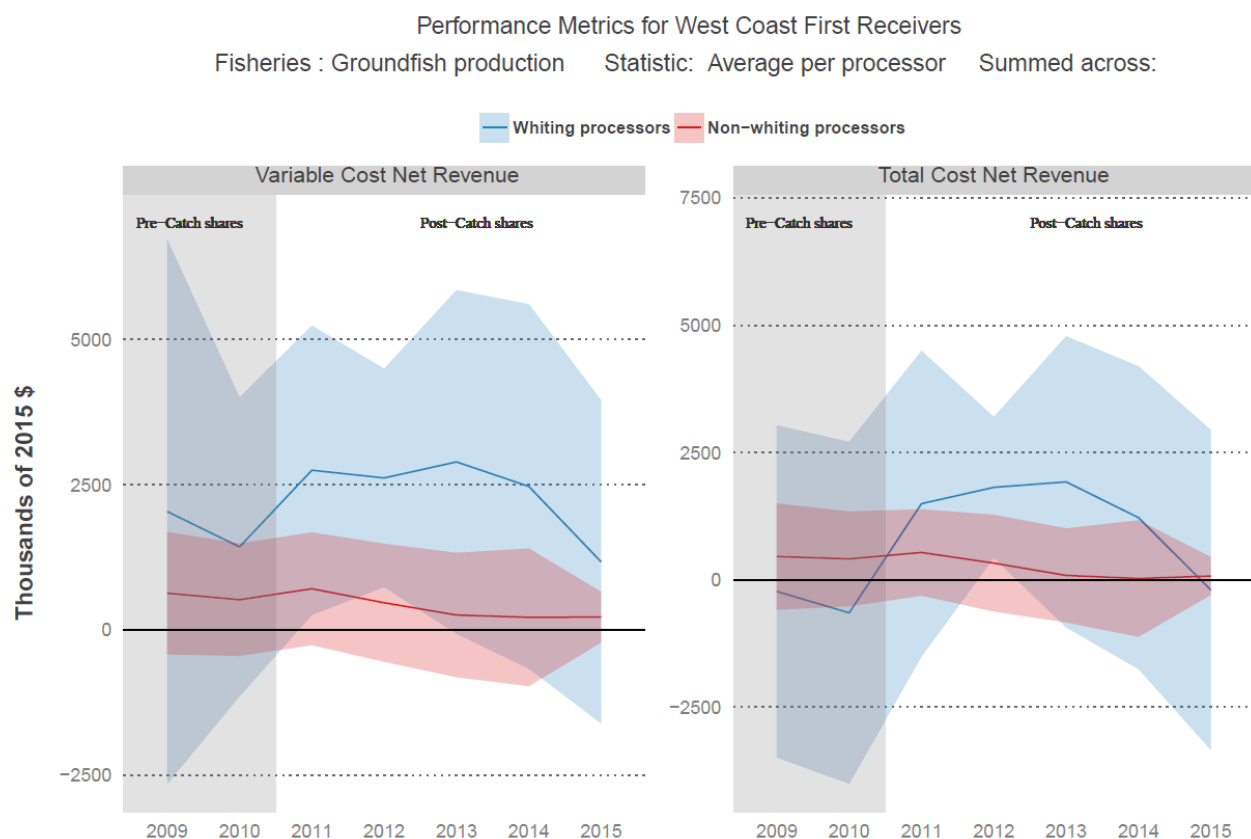 Performance Metrics for West Coast First Receivers
Fisheries : Groundfish production Statistic: Average per processor Summed across:
Whiting processors Non−whiting processors
Variable Cost Net Revenue Total Cost Net Revenue
7500
Pre−Catch shares Post−Catch shares Pre−Catch shares Post−Catch shares
5000 5000
Thousands of 2015 $
2500 2500
0 0
−2500 −2500
2009 2010 2011 2012 2013 2014 2015 2009 2010 2011 2012 2013 2014 2015